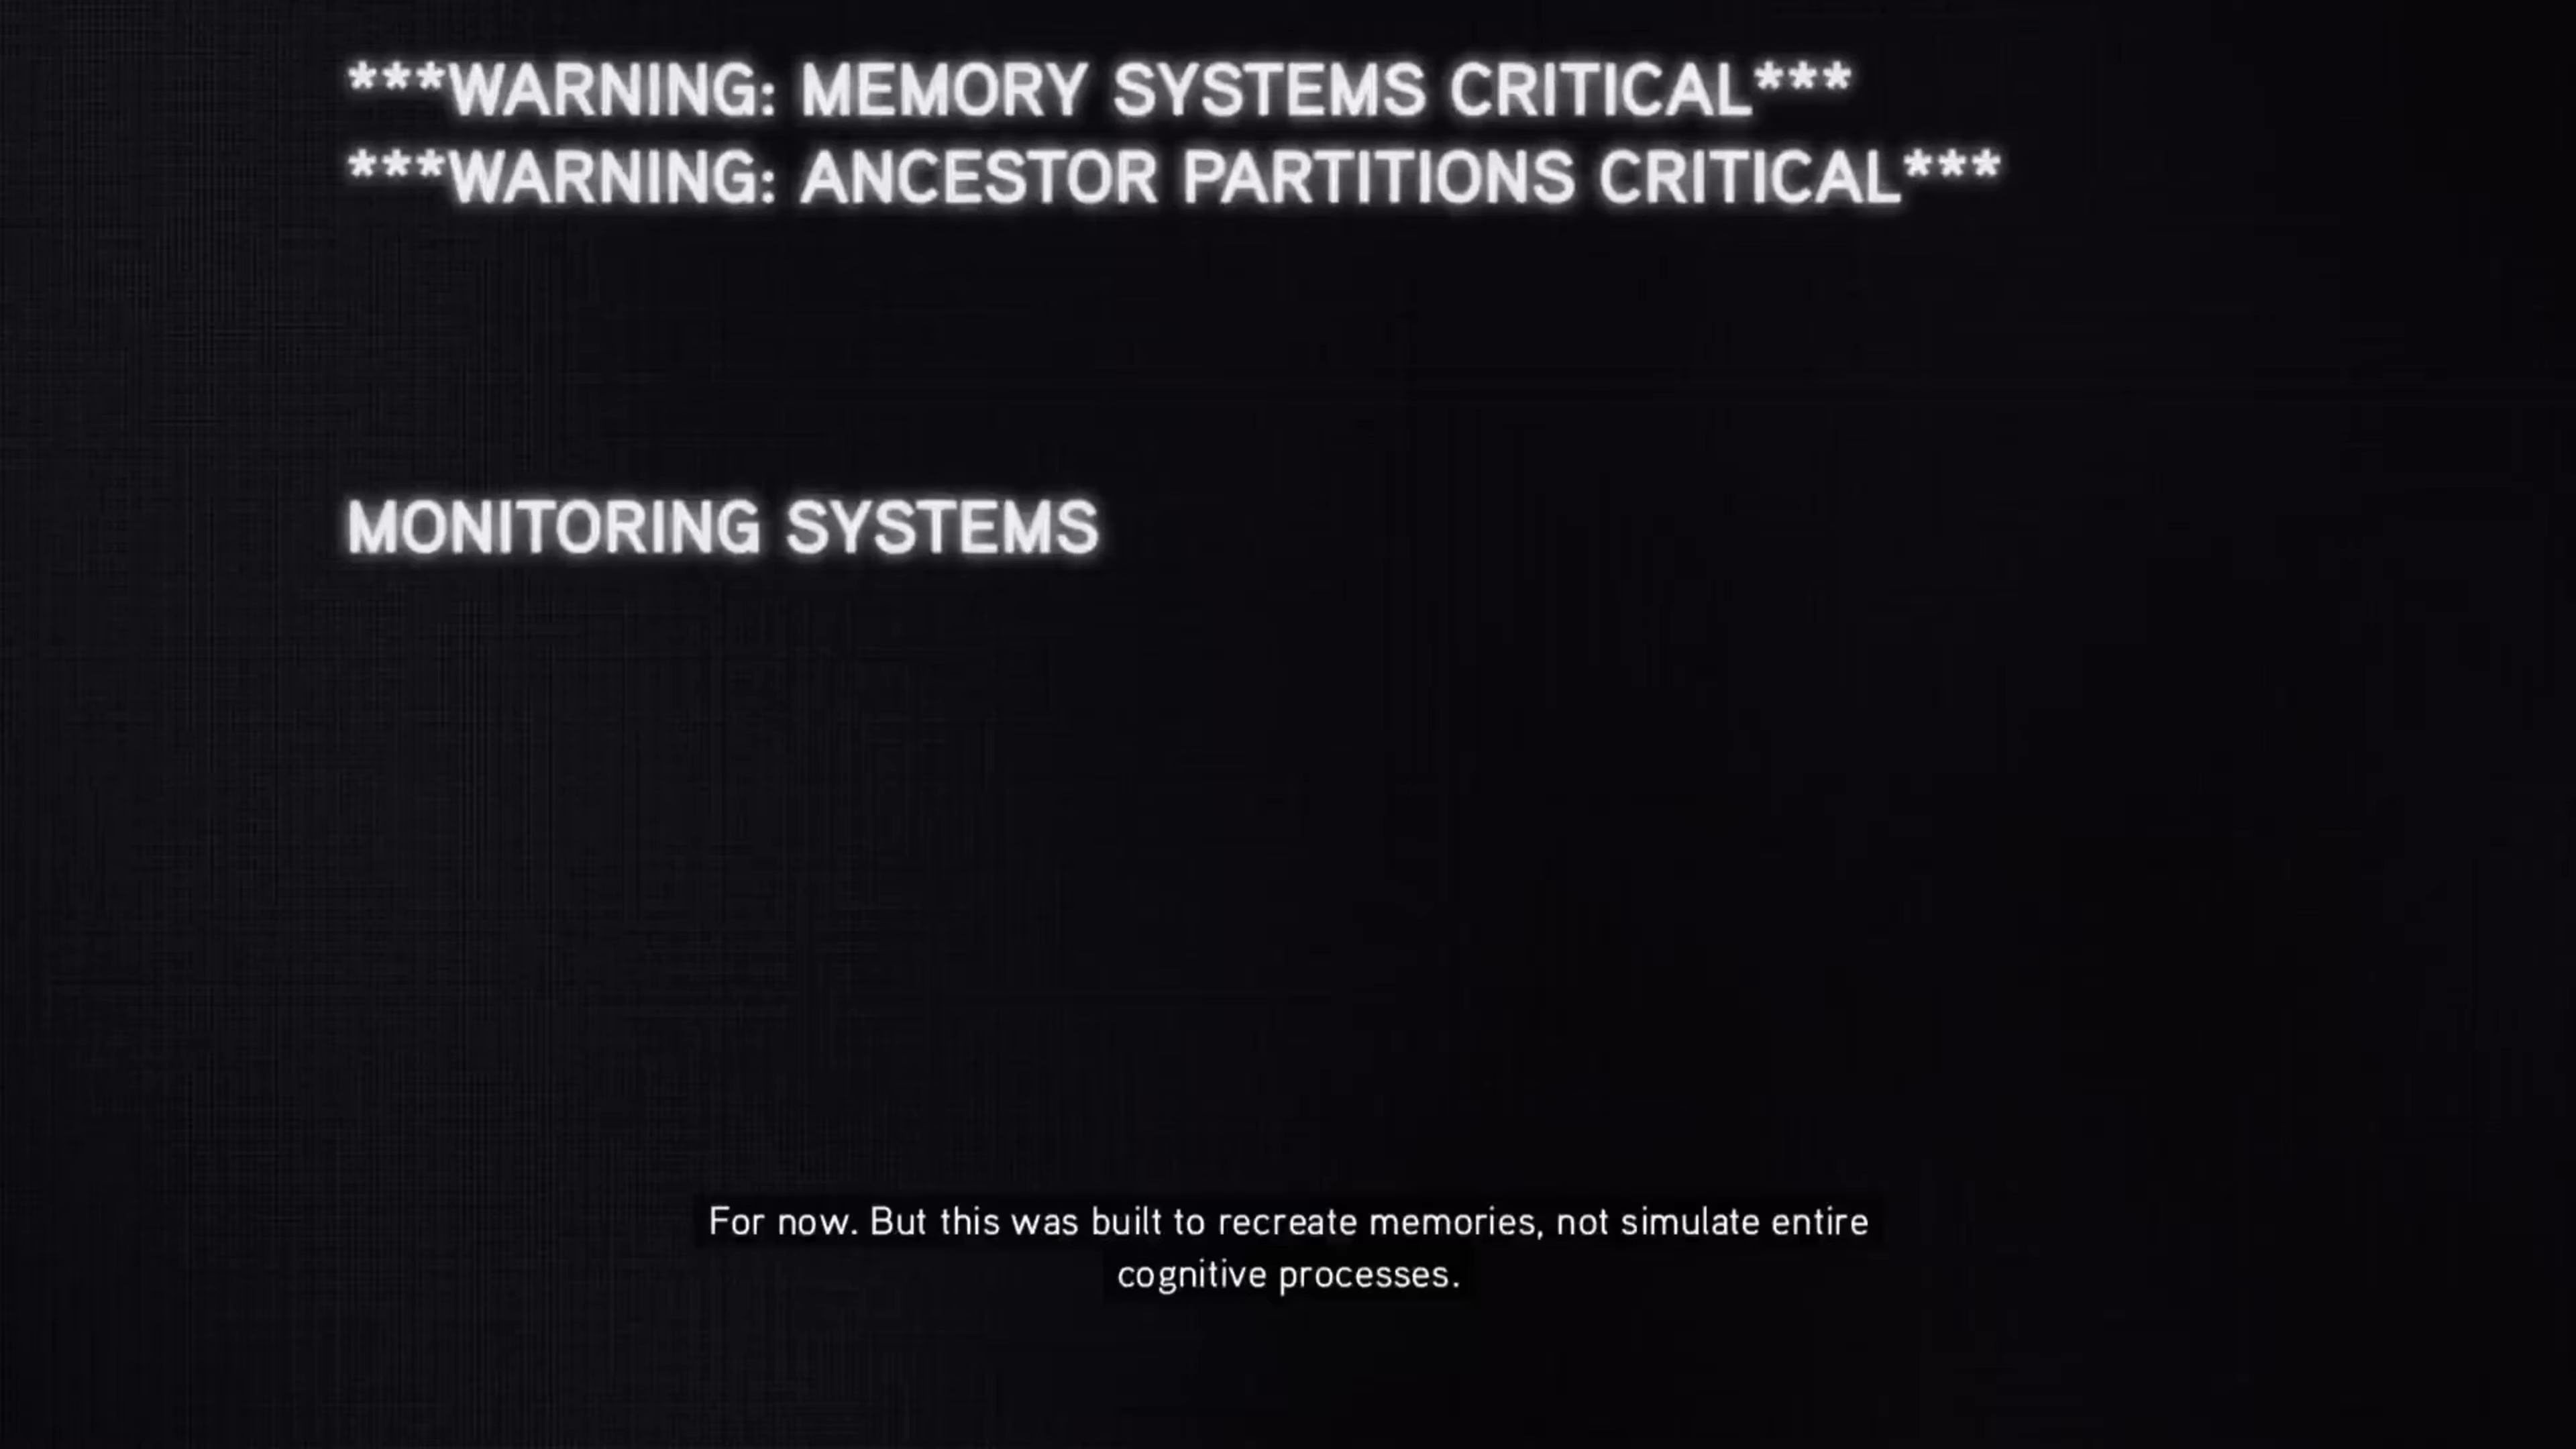 ***WARNING: MEMORY SYSTEMS CRITICAL***
***WARNING: ANCESTOR PARTITIONS CRITICAL***
MONITORING SYSTEMS
For now. But this was built to recreate memories, not simulate entire
cognitive processes.